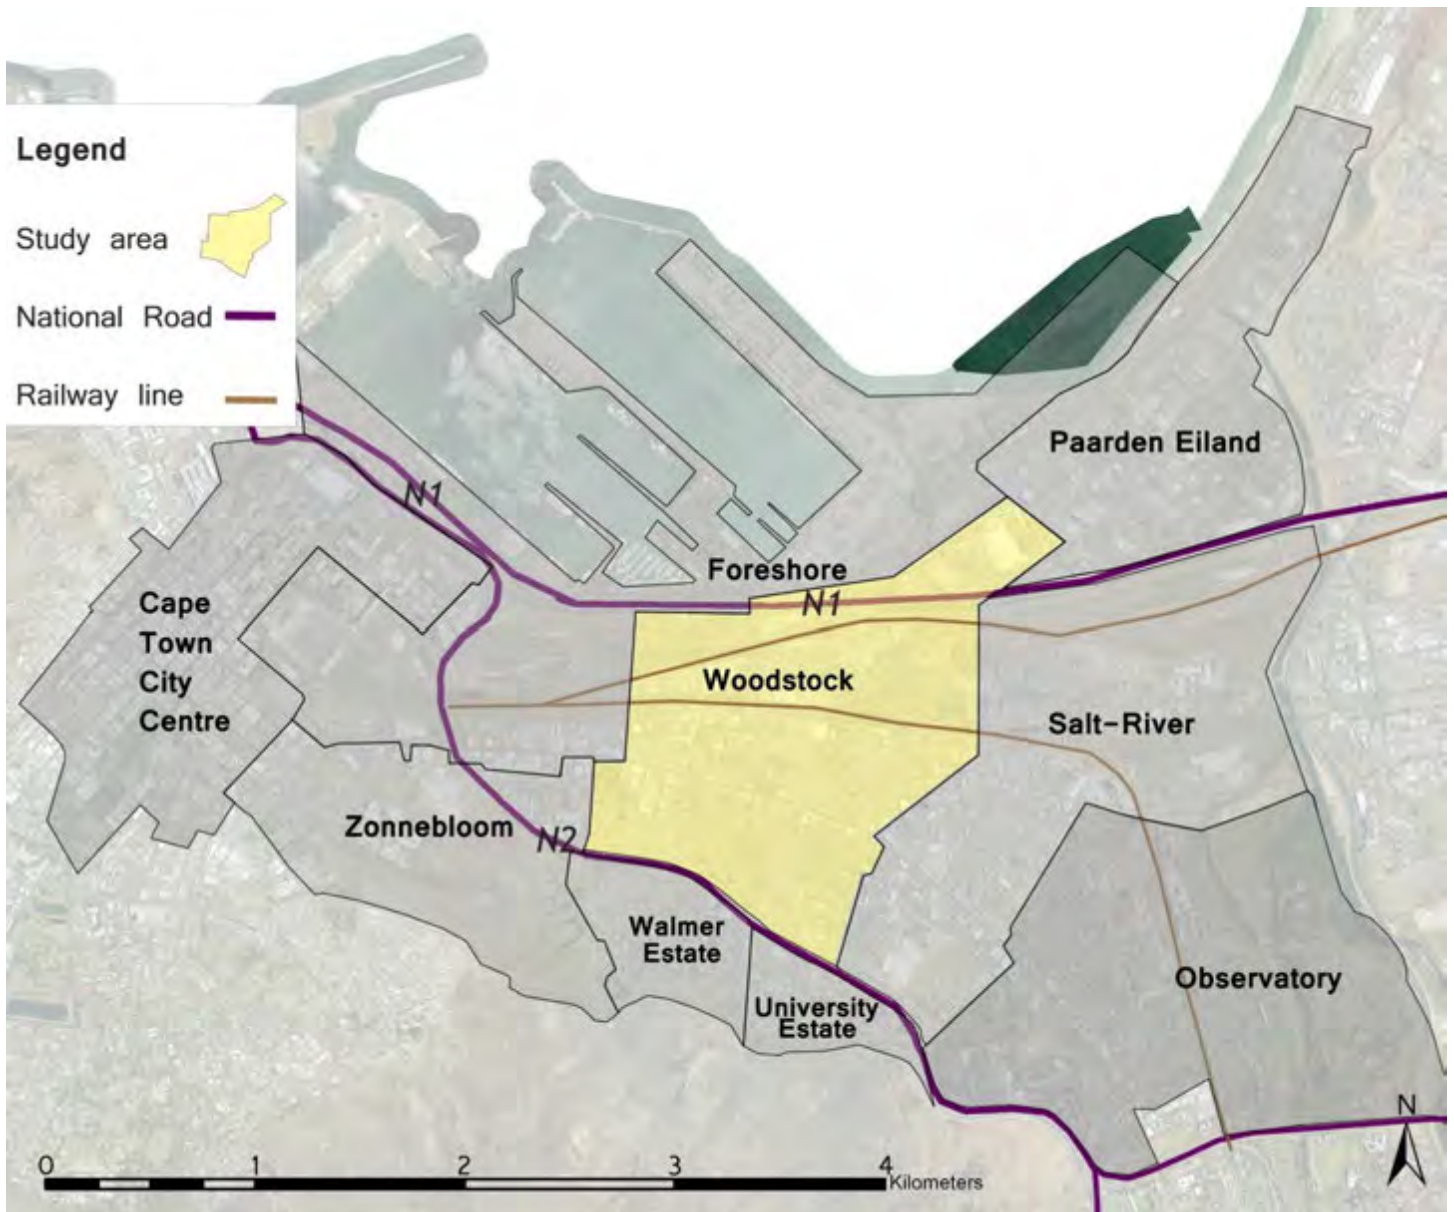 Legend
Study area
National Road
Railway line
N1
Paarden Eiland
Foreshore
N1
Cape
Town
City
Centre
Woodstock
Salt-River
Zonnebloom
N2
Walmer
Estate
Observatory
University
Estate
N
0 1 2 3 4
Kilometers